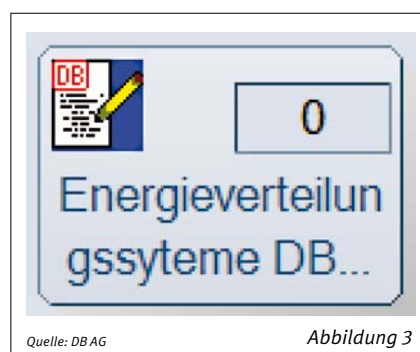 DB
0
Energieverteilun
gssyteme DB...
Quelle: DB AG
Abbildung 3